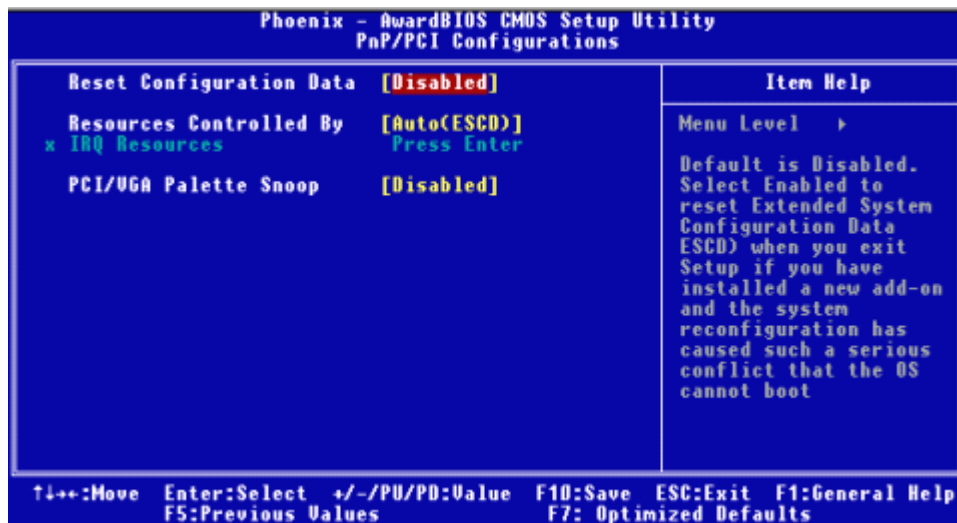 Phoenix - AwardBIOS CMOS Setup Utility
PnP/PCI Configurations
Reset Configuration Data [Disabled]
Resources Controlled By [Auto(ESCD)]
x IRQ Resources Press Enter
PCI/VGA Palette Snoop [Disabled]
Item Help
Menu Level ▸
Default is Disabled.
Select Enabled to
reset Extended System
Configuration Data
ESCD) when you exit
Setup if you have
installed a new add-on
and the system
reconfiguration has
caused such a serious
conflict that the OS
cannot boot
↑↓→←:Move Enter:Select +/-/PU/PD:Value F10:Save ESC:Exit F1:General Help
F5:Previous Values F7: Optimized Defaults